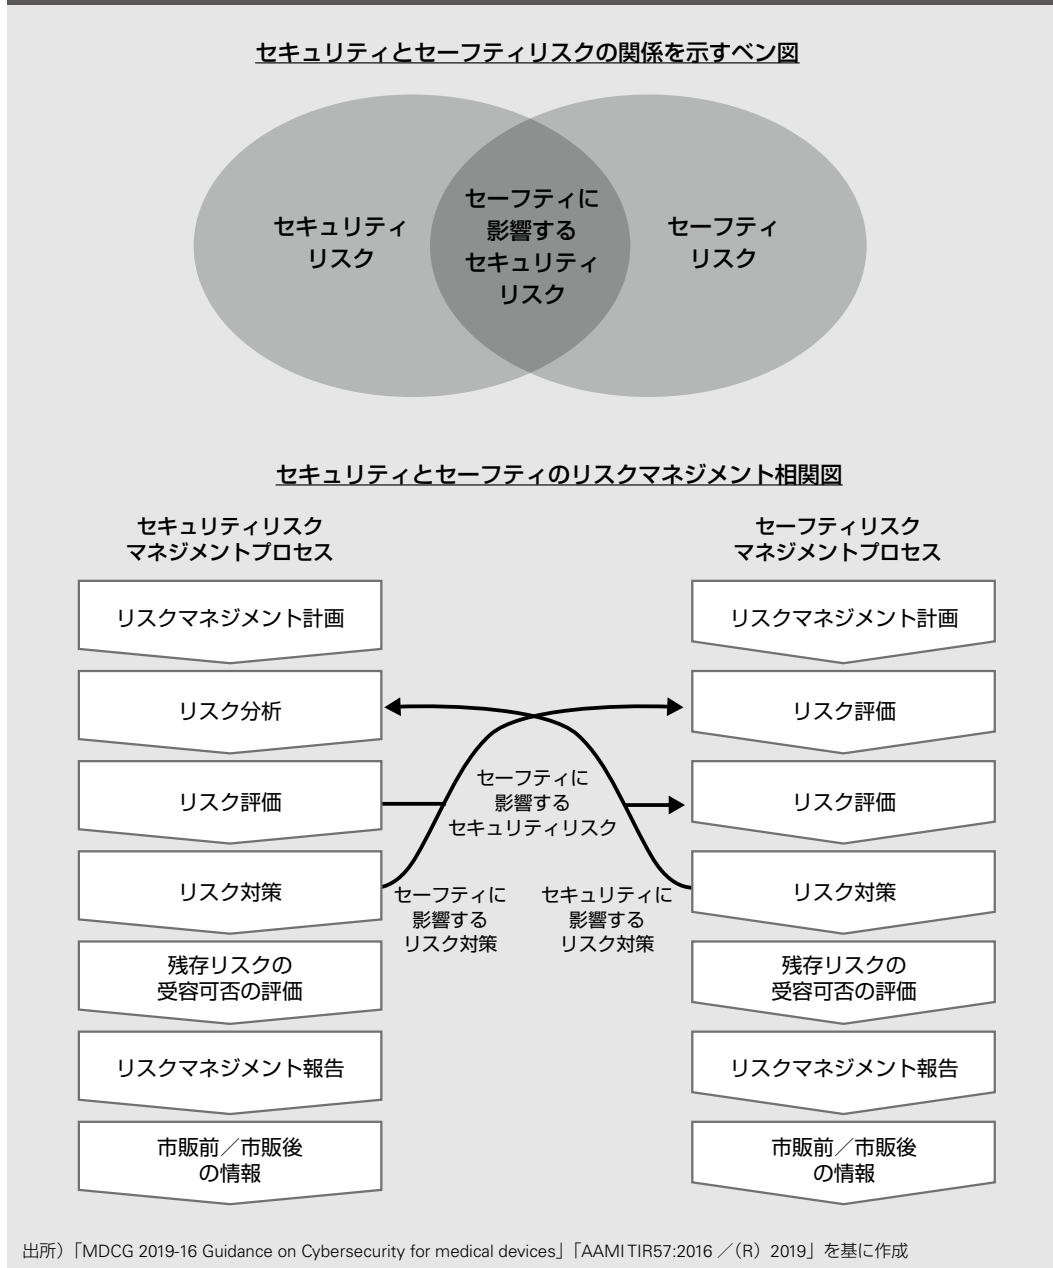 セキュリティとセーフティリスクの関係を示すベン図
セキュリティ
リスク
セーフティに
影響する
セキュリティ
リスク
セーフティ
リスク
セキュリティとセーフティのリスクマネジメント相関図
セキュリティリスク
マネジメントプロセス
リスクマネジメント計画
リスク分析
リスク評価
リスク対策
残存リスクの
受容可否の評価
リスクマネジメント報告
市販前／市販後
の情報
セーフティに
影響する
セキュリティリスク
セーフティに
影響する
リスク対策
セキュリティに
影響する
リスク対策
セーフティリスク
マネジメントプロセス
リスクマネジメント計画
リスク評価
リスク評価
リスク対策
残存リスクの
受容可否の評価
リスクマネジメント報告
市販前／市販後
の情報
出所）「MDCG 2019-16 Guidance on Cybersecurity for medical devices」「AAMI TIR57:2016 ／（R）2019」を基に作成